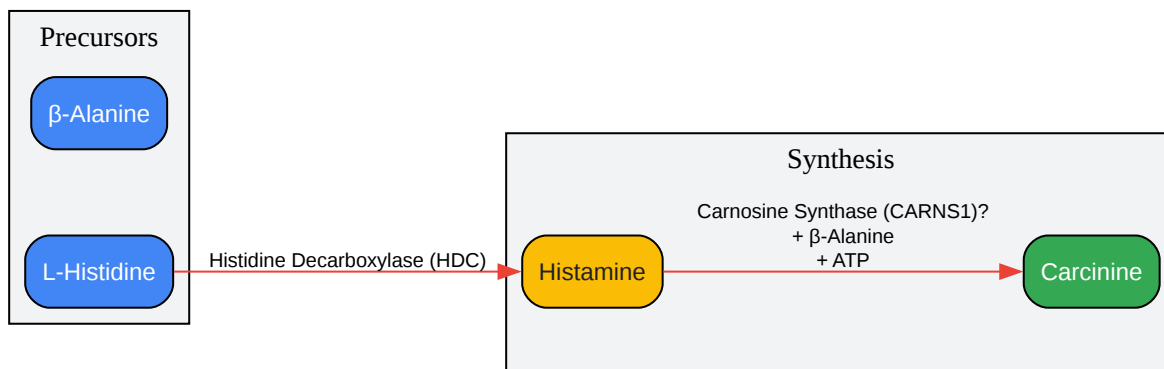 Precursors
β-Alanine
L-Histidine
Histidine Decarboxylase (HDC)
Synthesis
Histamine
Carnosine Synthase (CARNS1)?
+ β-Alanine
+ ATP
Carcinine